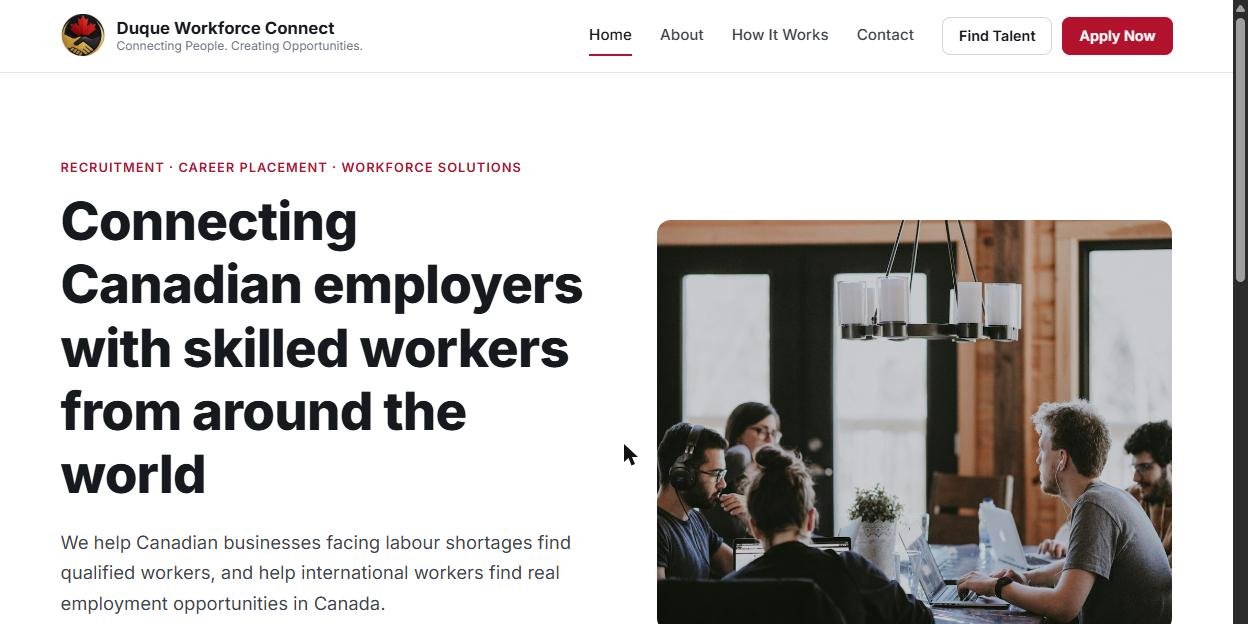 Duque Workforce Connect
Connecting People. Creating Opportunities.
Home About How It Works Contact Find Talent Apply Now
RECRUITMENT · CAREER PLACEMENT · WORKFORCE SOLUTIONS
Connecting
Canadian employers
with skilled workers
from around the
world
We help Canadian businesses facing labour shortages find
qualified workers, and help international workers find real
employment opportunities in Canada.